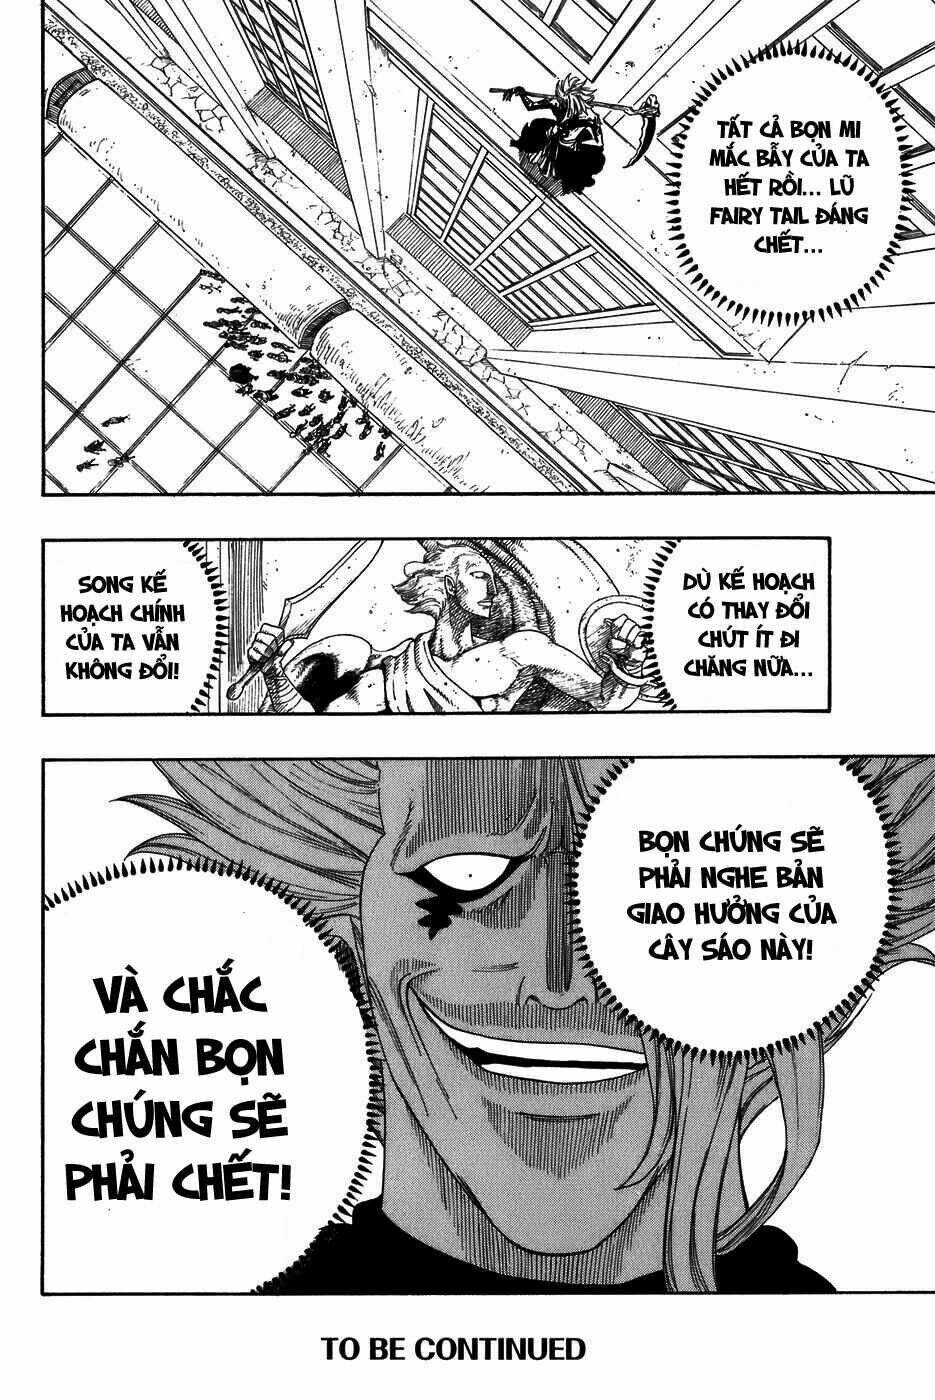 TẤT CẢ BỌN MI
MẮC BẪY CỦA TA
HẾT RỒI... LŨ
FAIRY TAIL ĐÁNG
CHẾT...
DÙ KẾ HOẠCH
CÓ THAY ĐỔI
CHÚT ÍT ĐI
CHĂNG NỮA...
SONG KẾ
HOẠCH CHÍNH
CỦA TA VẪN
KHÔNG ĐỔI!
BỌN CHÚNG SẼ
PHẢI NGHE BẢN
GIAO HƯỞNG CỦA
CÂY SÁO NÀY!
VÀ CHẮC
CHẮN BỌN
CHÚNG SẼ
PHẢI CHẾT!
TO BE CONTINUED